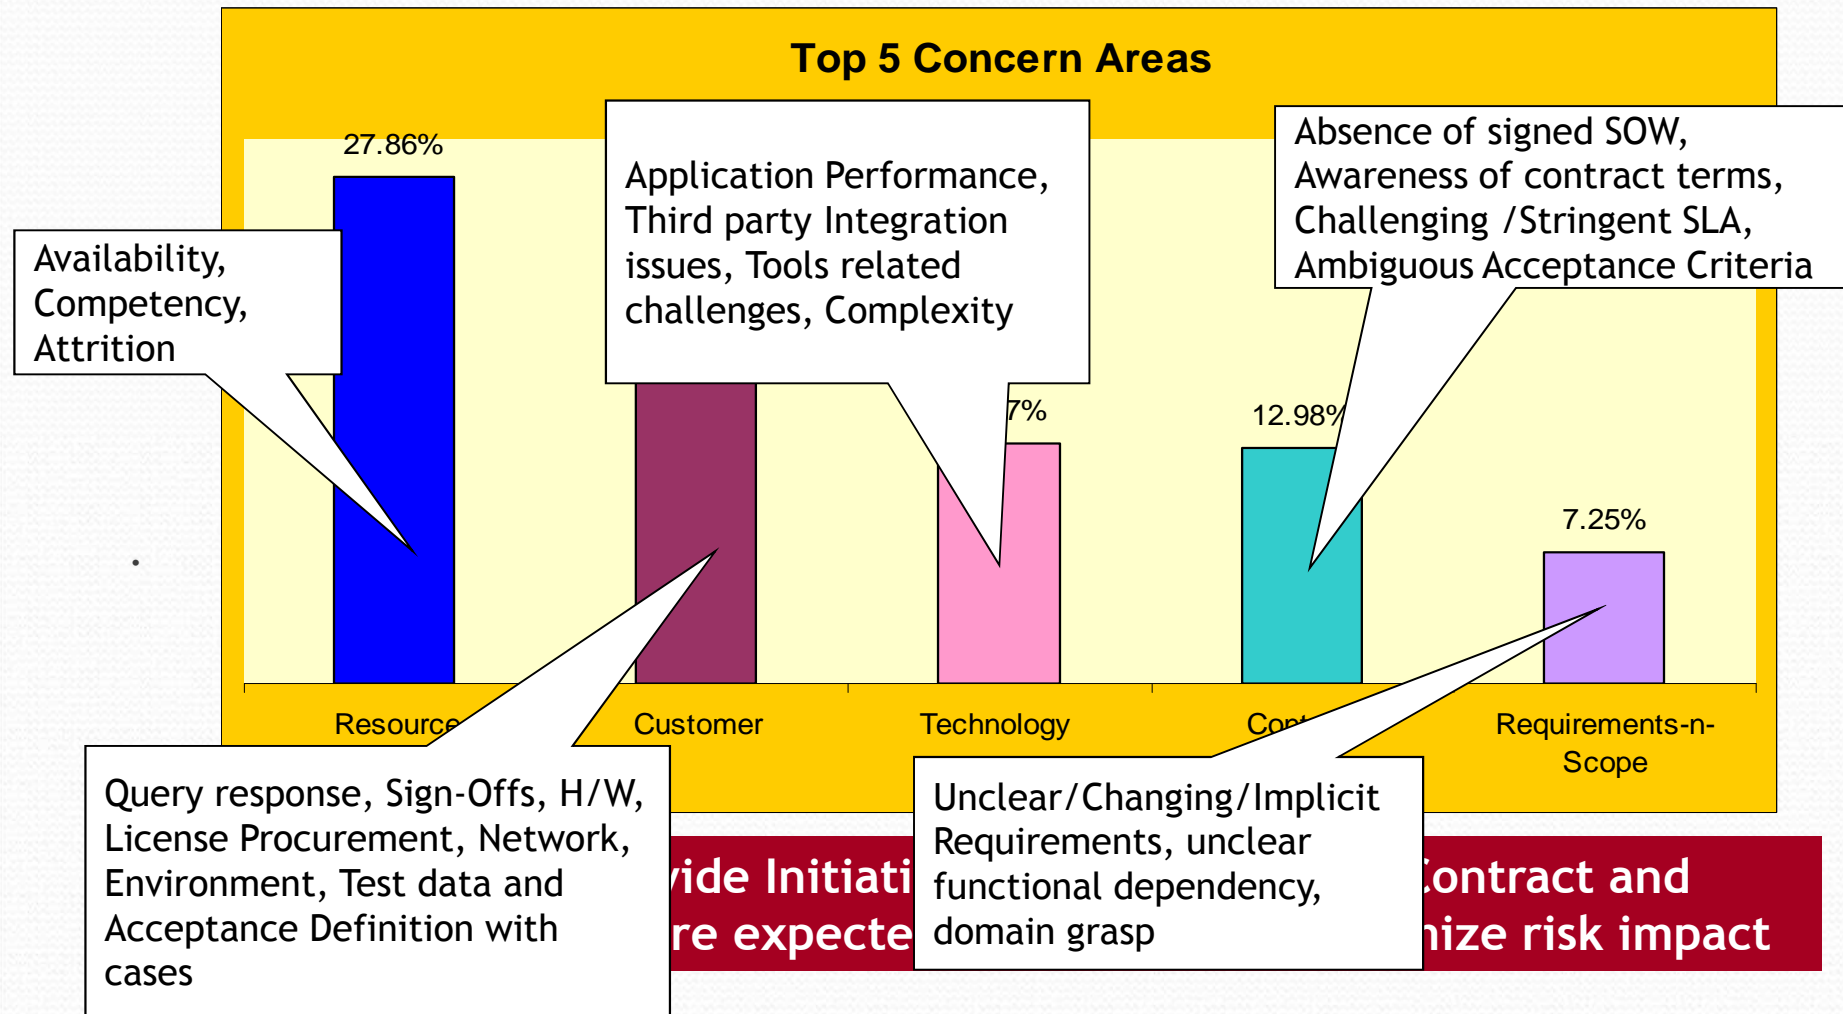 Top 5 Concern Areas
27.86%
7%
12.98%
7.25%
Availability,
Competency,
Attrition
Application Performance,
Third party Integration
issues, Tools related
challenges, Complexity
Absence of signed SOW,
Awareness of contract terms,
Challenging /Stringent SLA,
Ambiguous Acceptance Criteria
Resource
Customer
Technology
Requirements-n-
Scope
Query response, Sign-Offs, H/W,
License Procurement, Network,
Environment, Test data and
Acceptance Definition with
cases
Unclear/Changing/Implicit
Requirements, unclear
functional dependency,
domain grasp
Contract and
risk impact